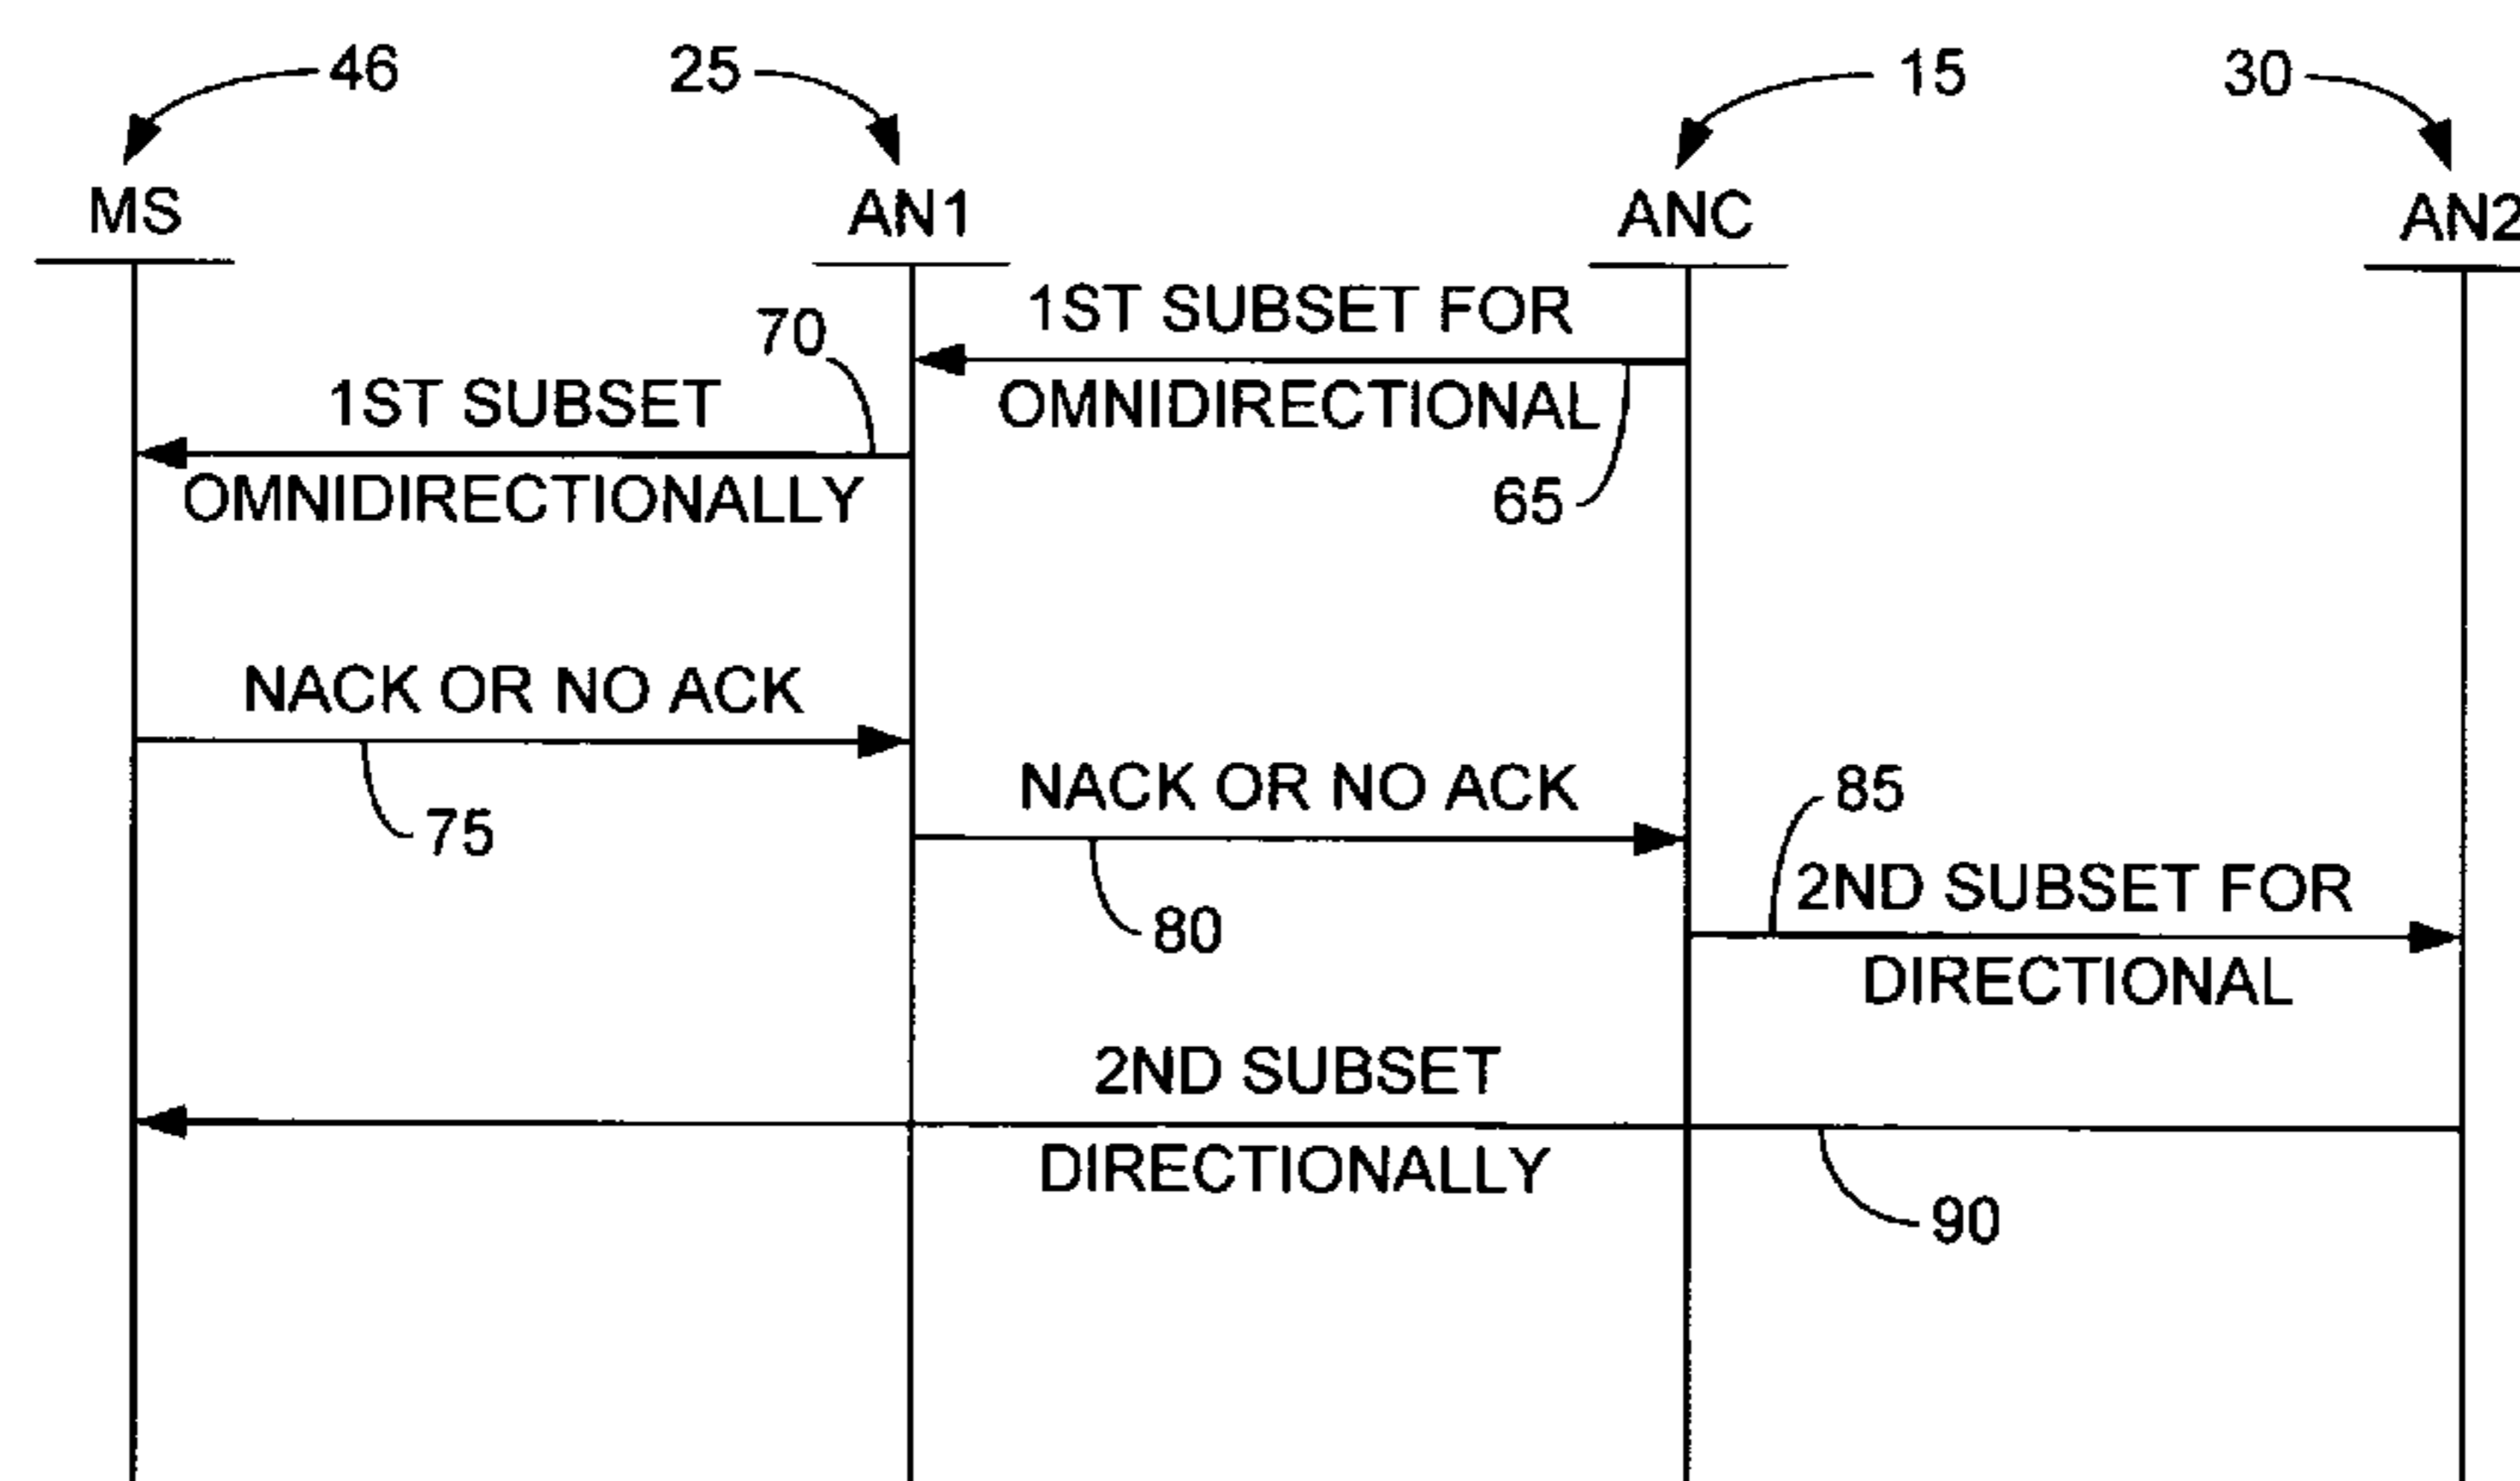 46
25
15
30
MS
AN1
ANC
AN2
1ST SUBSET FOR
OMNIDIRECTIONAL
65
70
1ST SUBSET
OMNIDIRECTIONALLY
NACK OR NO ACK
75
NACK OR NO ACK
80
85
2ND SUBSET FOR
DIRECTIONAL
2ND SUBSET
DIRECTIONALLY
90